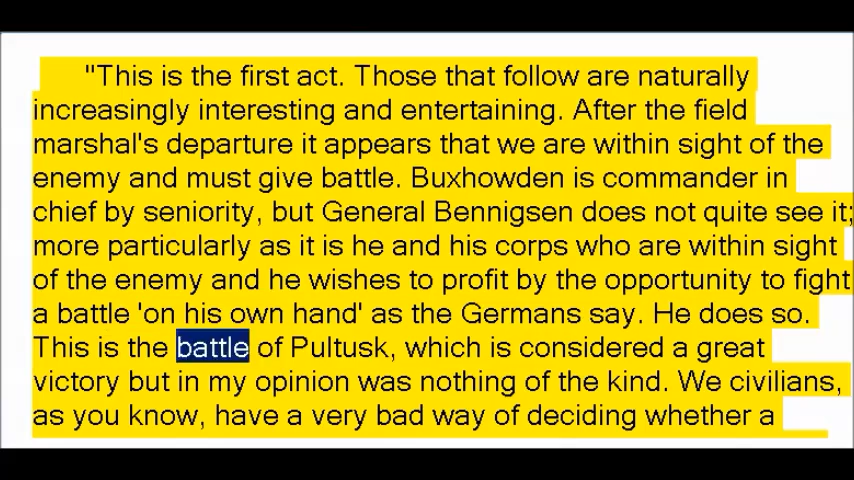 "This is the first act. Those that follow are naturally
increasingly interesting and entertaining. After the field
marshal's departure it appears that we are within sight of the
enemy and must give battle. Buxhowden is commander in
chief by seniority, but General Bennigsen does not quite see it;
more particularly as it is he and his corps who are within sight
of the enemy and he wishes to profit by the opportunity to fight
a battle 'on his own hand' as the Germans say. He does so.
This is the battle of Pultusk, which is considered a great
victory but in my opinion was nothing of the kind. We civilians,
as you know, have a very bad way of deciding whether a